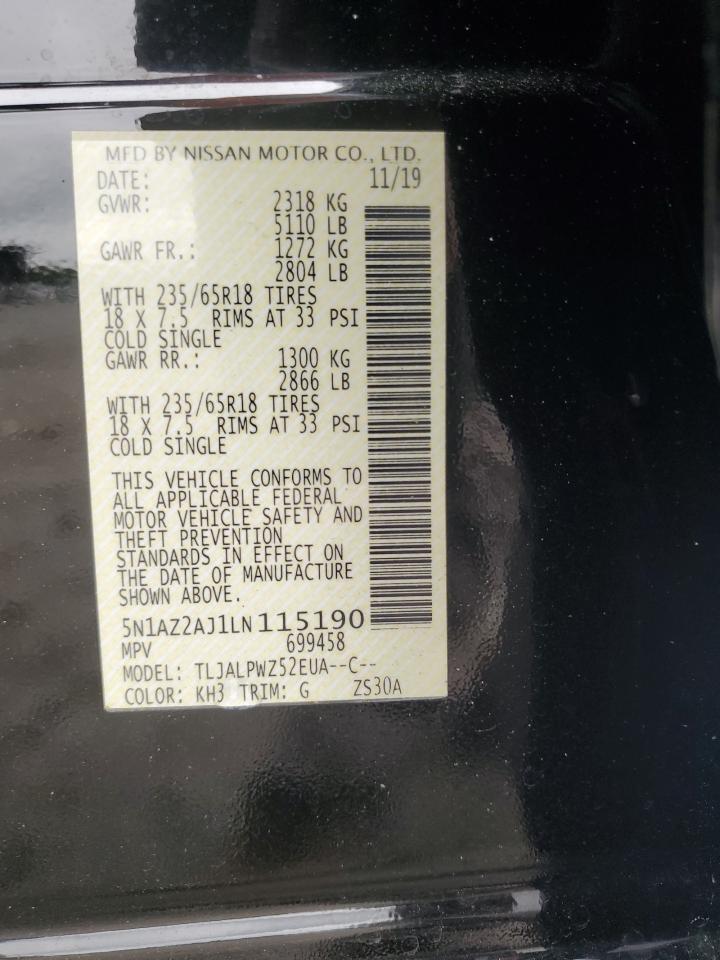 MFD BY NISSAN MOTOR CO., LTD.
DATE: 11/19
GVWR: 2318 KG
5110 LB
GAWR FR.: 1272 KG
2804 LB
WITH 235/65R18 TIRES
18 X 7.5 RIMS AT 33 PSI
COLD SINGLE
GAWR RR.: 1300 KG
2866 LB
WITH 235/65R18 TIRES
18 X 7.5 RIMS AT 33 PSI
COLD SINGLE
THIS VEHICLE CONFORMS TO
ALL APPLICABLE FEDERAL
MOTOR VEHICLE SAFETY AND
THEFT PREVENTION
STANDARDS IN EFFECT ON
THE DATE OF MANUFACTURE
SHOWN ABOVE.
5N1AZ2AJ1LN115190
MPV 699458
MODEL: TLJALPWZ52EUA--C--
COLOR: KH3 TRIM: G ZS30A